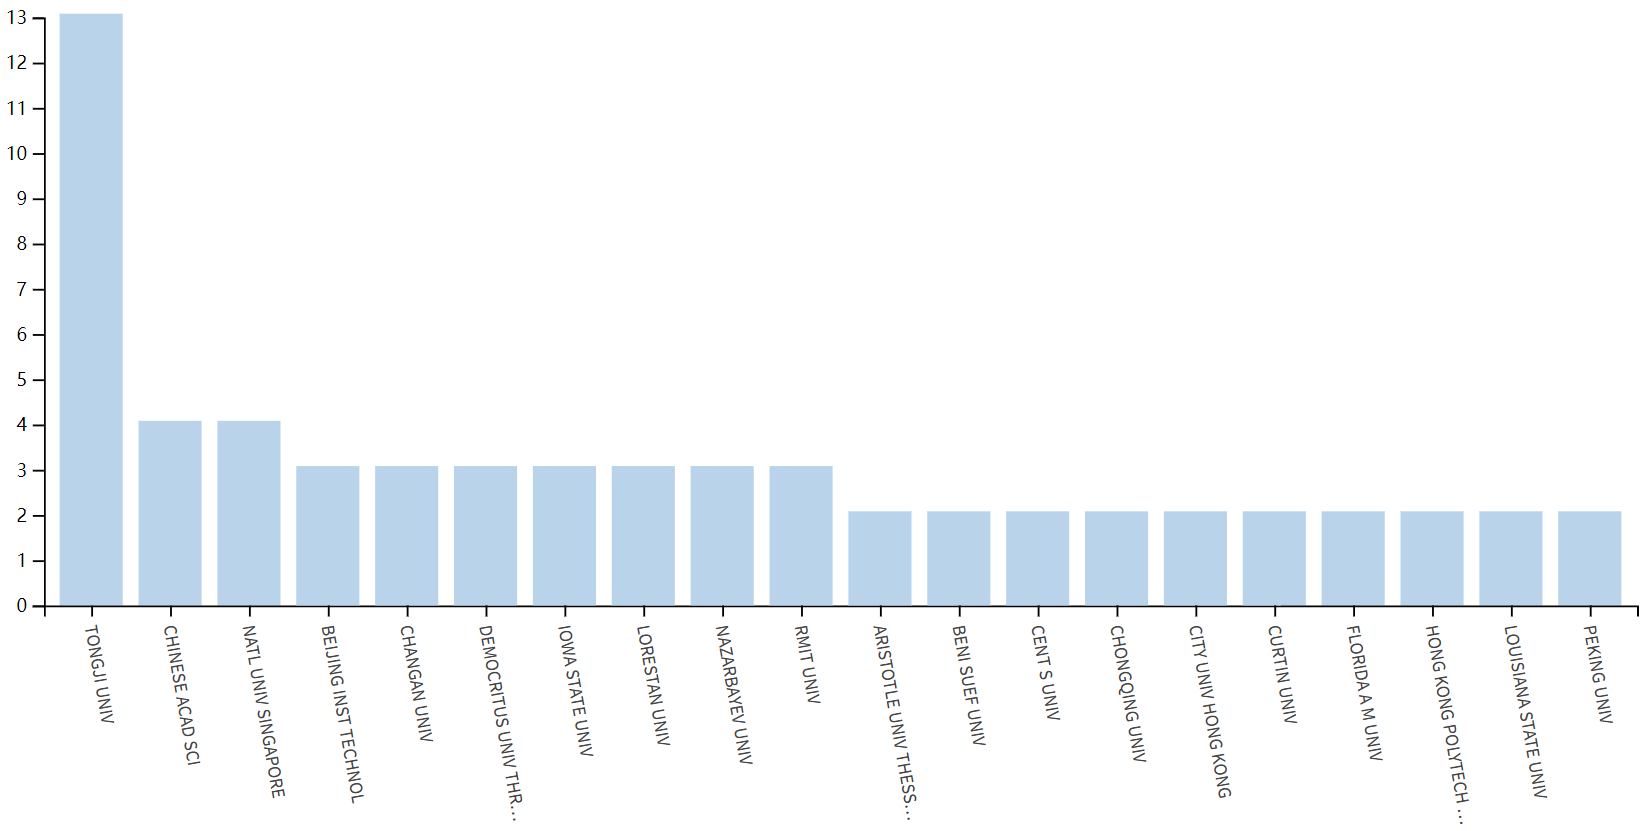 13
12
11
10
9
8
7
6
5
4
3
2
1
0
TONGJI UNIV
CHINESE ACAD SCI
NATL UNIV SINGAPORE
BEIJING INST TECHNOL
CHANGAN UNIV
DEMOCRITUS UNIV THR...
IOWA STATE UNIV
LORESTAN UNIV
NAZARBAYEV UNIV
RMIT UNIV
ARISTOTLE UNIV THESS...
BENI SUEF UNIV
CENT S UNIV
CHONGQING UNIV
CITY UNIV HONG KONG
CURTIN UNIV
FLORIDA A M UNIV
HONG KONG POLYTECH ...
LOUISIANA STATE UNIV
PEKING UNIV